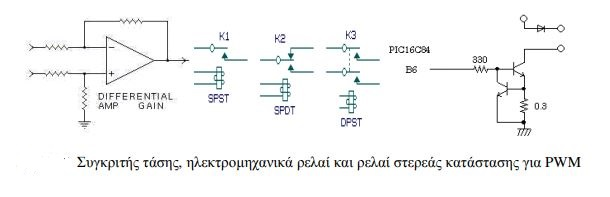 K1
K2
K3
PIC16C84
B6
330
0.3
DIFFERENTIAL
AMP GAIN
SPST
SPDT
DPST
Συγκριτής τάσης, ηλεκτρομηχανικά ρελαί και ρελαί στερεάς κατάστασης για PWM